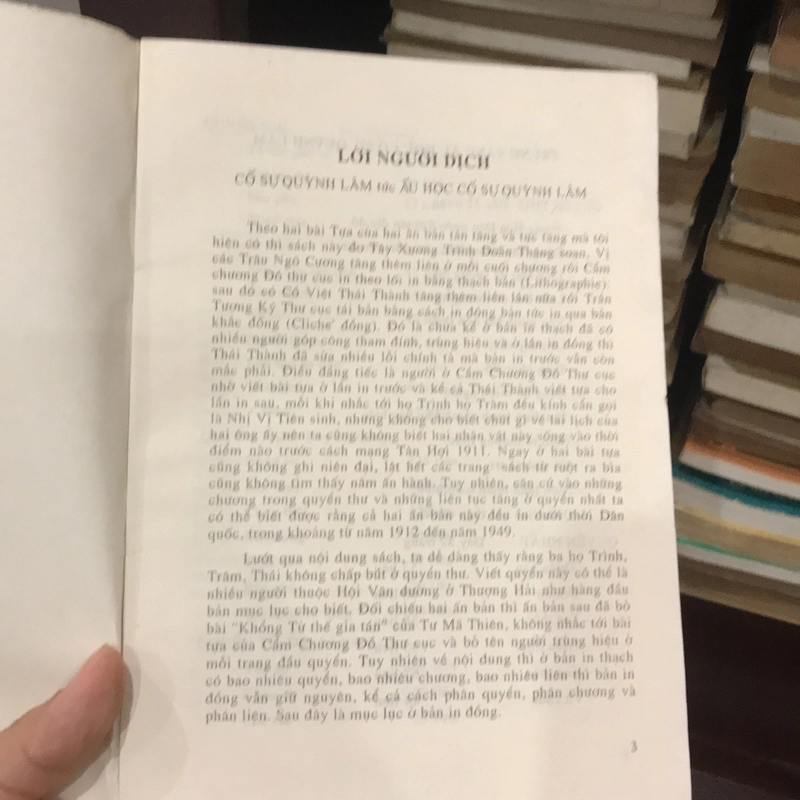 LỜI NGƯỜI DỊCH
CỐ SỰ QUỲNH LÂM tức ẤU HỌC CỐ SỰ QUỲNH LÂM
Theo hai bài Tựa của hai ấn bản tân tăng và tục tăng mà tôi
hiện có thì sách này do Tây Xương Trình Doãn Thăng soạn. Vị
các Trâu Ngô Cương tăng thêm liên ở mỗi cuối chương rồi Cẩm
chương Đồ thư cục in theo lối in bằng thạch bản (Lithographie);
sau đó có Cố Việt Thái Thành tăng thêm liên lần nữa rồi Trần
Tương Ký Thư cục tái bản bằng cách in đồng bản tức in qua bản
khắc đồng (Cliche' đồng). Đó là chưa kể ở bản in thạch đã có
nhiều người góp công tham đính, trùng hiệu và ở lần in đồng thì
Thái Thành đã sửa nhiều lỗi chính tả mà bản in trước vẫn còn
mắc phải. Điều đáng tiếc là người ở Cẩm Chương Đồ Thư cục
nhờ viết bài tựa ở lần in trước và kể cả Thái Thành viết tựa cho
lần in sau, mỗi khi nhắc tới họ Trình họ Trâm đều kính cẩn gọi
là Nhị Vị Tiên sinh, nhưng không cho biết chút gì về lai lịch của
hai ông ấy nên ta cũng không biết hai nhân vật này sống vào thời
điểm nào trước cách mạng Tân Hợi 1911. Ngay ở hai bài tựa
cũng không ghi niên đại, lật hết các trang sách từ ruột ra bìa
cũng không tìm thấy năm ấn hành. Tuy nhiên, căn cứ vào những
chương trong quyển thư và những liên tục tăng ở quyển nhất ta
có thể biết được rằng cả hai ấn bản này đều in dưới thời Dân
quốc, trong khoảng từ năm 1912 đến năm 1949.
Lướt qua nội dung sách, ta dễ dàng thấy rằng ba họ Trình,
Trâm, Thái không chấp bút ở quyển thư. Viết quyển này có thể là
nhiều người thuộc Hội Văn đường ở Thượng Hải như hàng đầu
bản mục lục cho biết. Đối chiếu hai ấn bản thì ấn bản sau đã bỏ
bài "Khổng Tử thế gia tán" của Tư Mã Thiên, không nhắc tới bài
tựa của Cẩm Chương Đồ Thư cục và bỏ tên người trùng hiệu ở
mỗi trang đầu quyển. Tuy nhiên về nội dung thì ở bản in thạch
có bao nhiêu quyển, bao nhiêu chương, bao nhiêu liên thì bản in
đồng vẫn giữ nguyên, kể cả cách phân quyển, phân chương và
phân liên. Sau đây là mục lục ở bản in đồng.
3